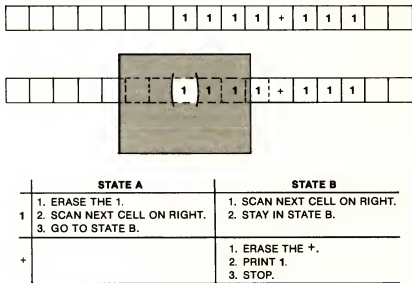 1 1 1 1 + 1 1 1
1 1 1 1 + 1 1 1
STATE A STATE B
1 1. ERASE THE 1. 1. SCAN NEXT CELL ON RIGHT.
2. SCAN NEXT CELL ON RIGHT. 2. STAY IN STATE B.
3. GO TO STATE B.
+ 1. ERASE THE +.
2. PRINT 1.
3. STOP.